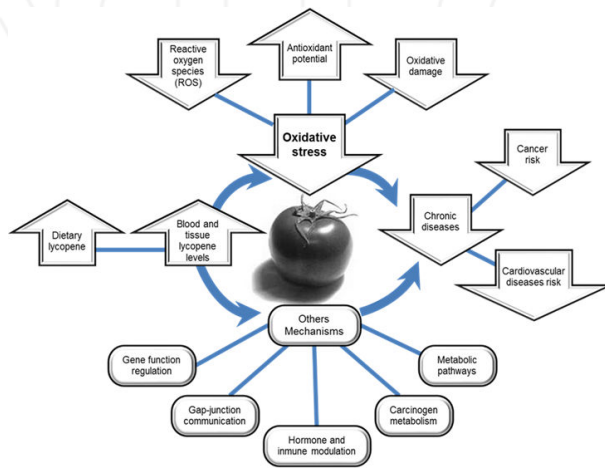 Reactive
oxygen
species
(ROS)
Antioxidant
potential
Oxidative
damage
Oxidative
stress
Cancer
risk
Dietary
lycopene
Blood and
tissue
lycopene
levels
Chronic
diseases
Cardiovascular
diseases risk
Others
Mechanisms
Gene function
regulation
Metabolic
pathways
Gap-junction
communication
Carcinogen
metabolism
Hormone and
inmune modulation